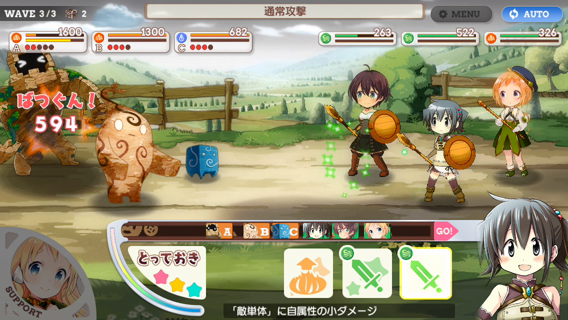 WAVE 3/3 2
通常攻撃
MENU
AUTO
A 1600
B 1300
C 682
263
522
326
ばつぐん!
594
A B C GO!
とっておき
SUPPORT
「敵単体」に自属性の小ダメージ